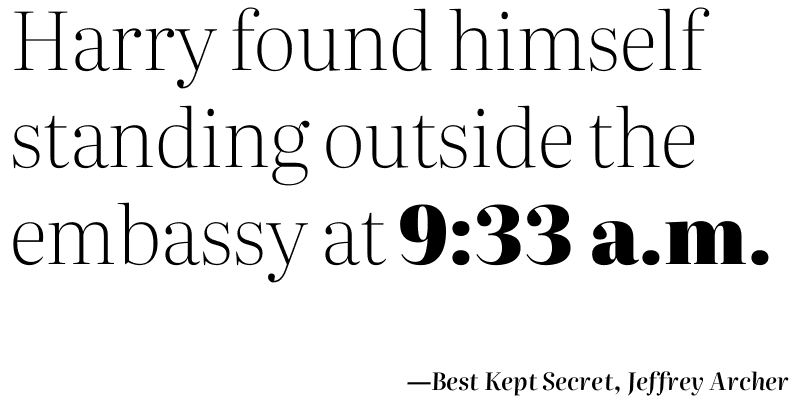 Harry found himself
standing outside the
embassy at 9:33 a.m.
—Best Kept Secret, Jeffrey Archer